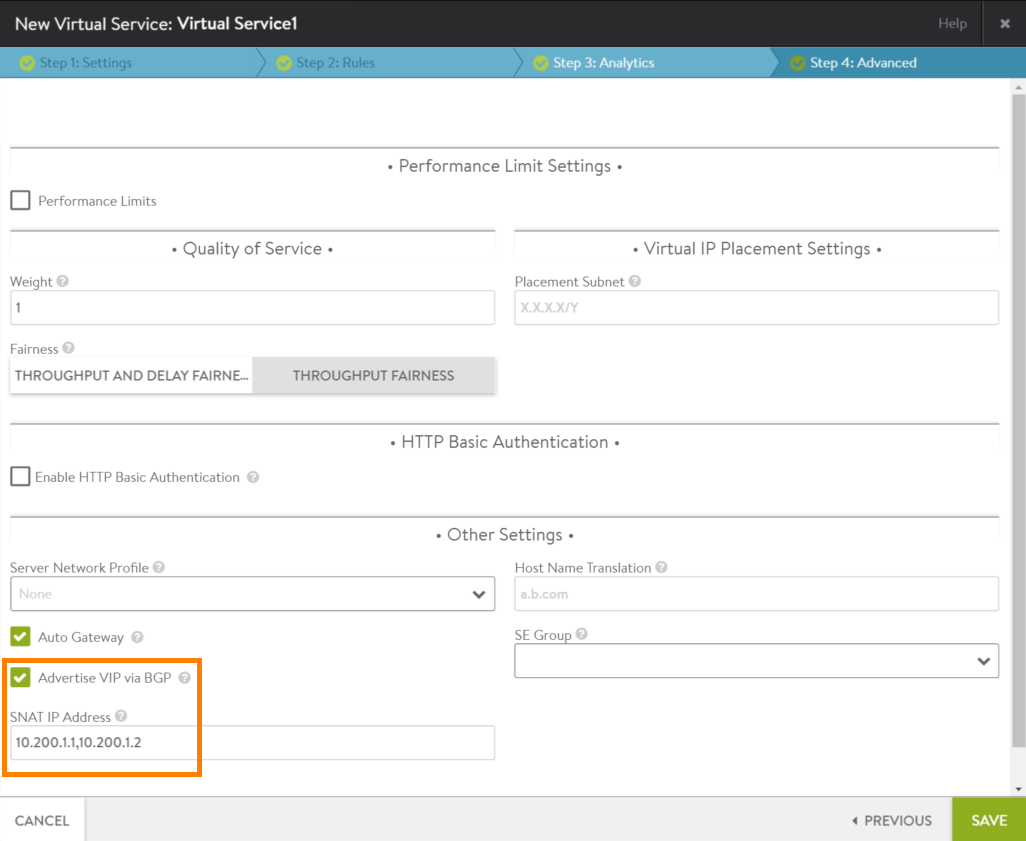 New Virtual Service: Virtual Service1
Help
Step 1: Settings
Step 2: Rules
Step 3: Analytics
Step 4: Advanced
• Performance Limit Settings •
Performance Limits
• Quality of Service •
• Virtual IP Placement Settings •
Weight
Placement Subnet
1
X.X.X.X/Y
Fairness
THROUGHPUT AND DELAY FAIRNE...
THROUGHPUT FAIRNESS
• HTTP Basic Authentication •
Enable HTTP Basic Authentication
• Other Settings •
Server Network Profile
Host Name Translation
None
a.b.com
Auto Gateway
SE Group
Advertise VIP via BGP
SNAT IP Address
10.200.1.1,10.200.1.2
CANCEL
PREVIOUS
SAVE